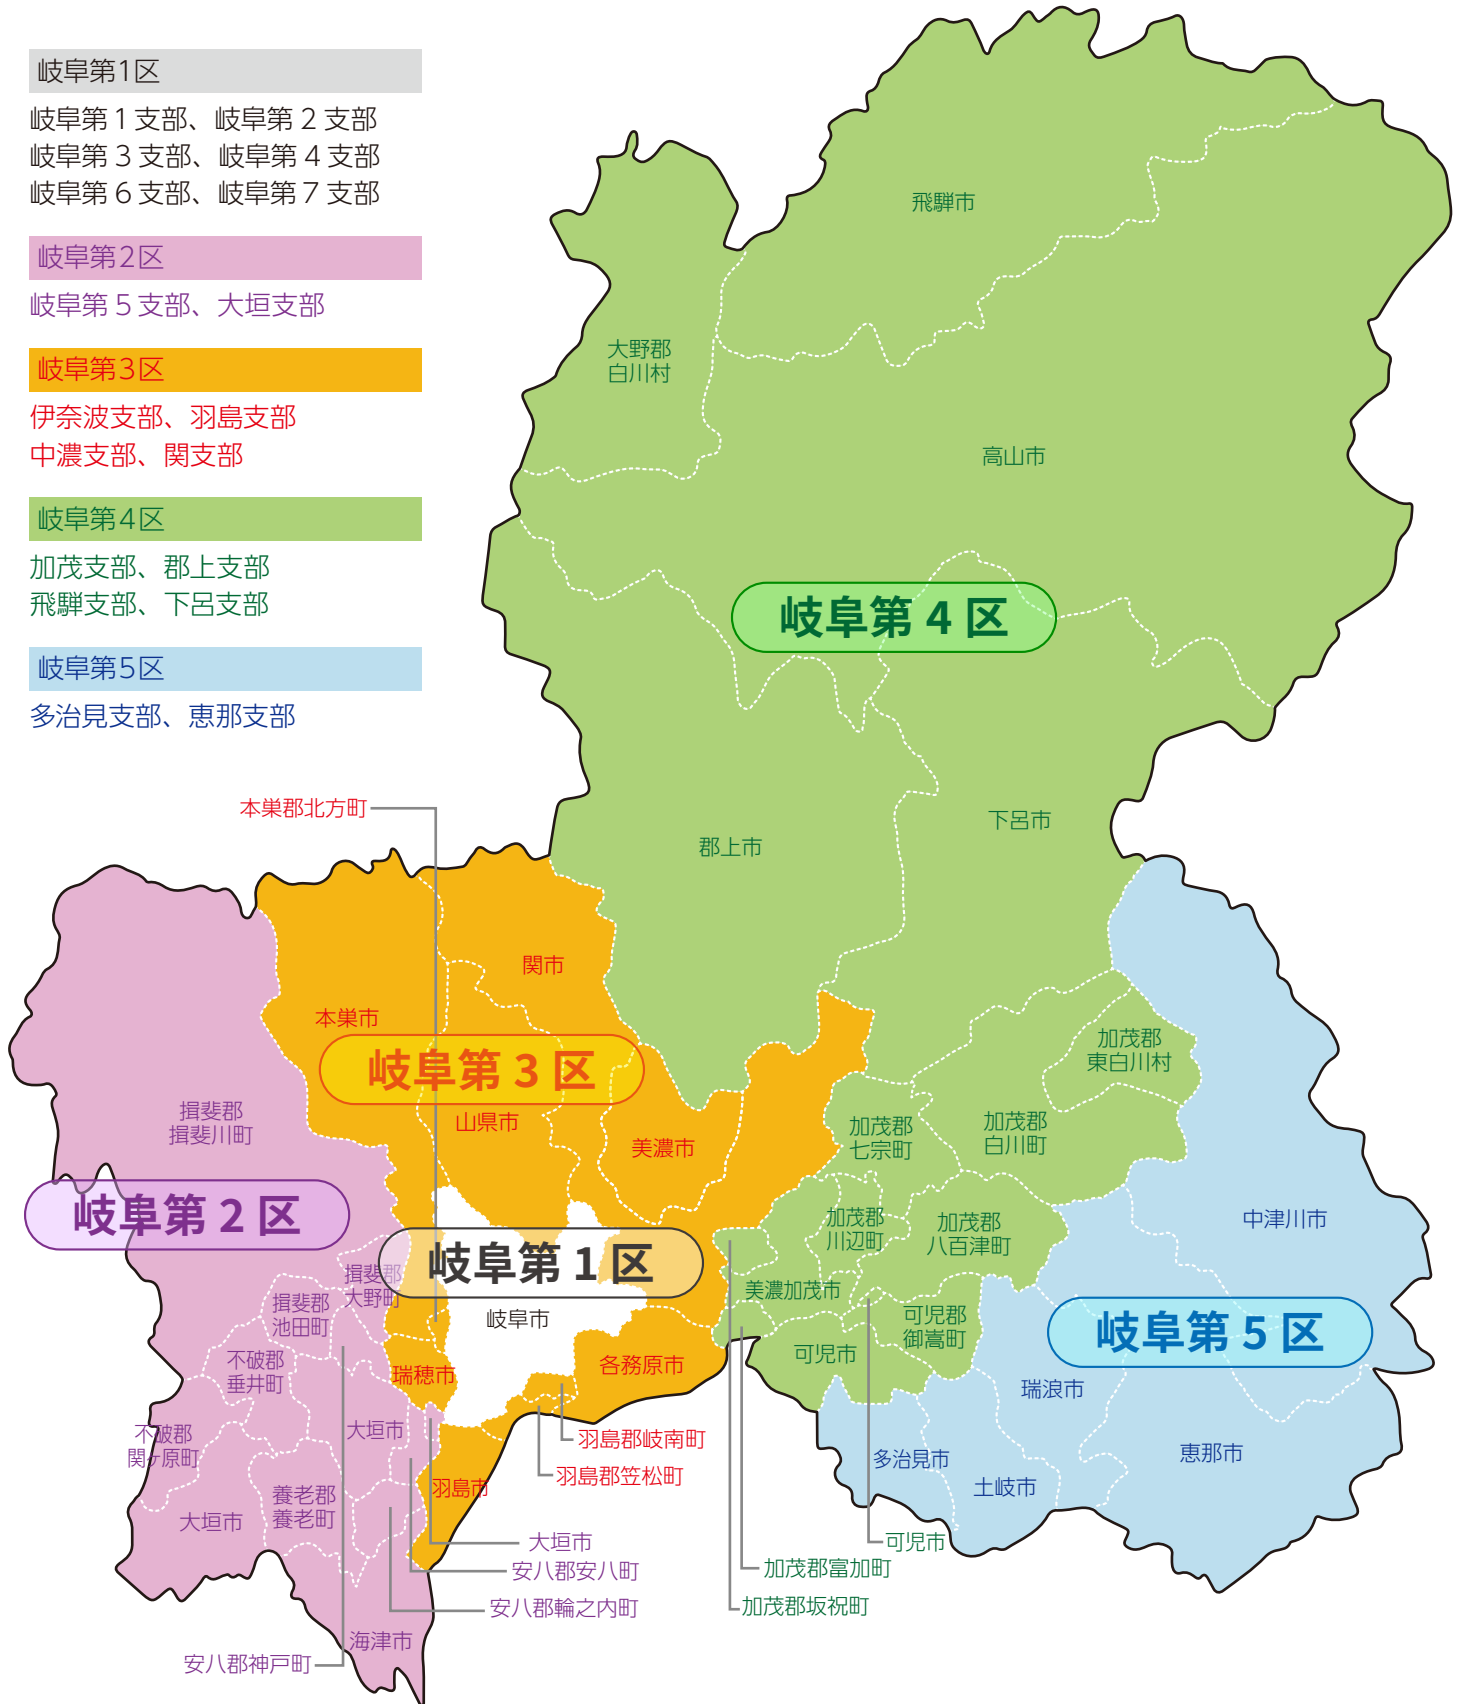 岐阜第1区
岐阜第1支部、岐阜第2支部
岐阜第3支部、岐阜第4支部
岐阜第6支部、岐阜第7支部
岐阜第2区
岐阜第5支部、大垣支部
岐阜第3区
伊奈波支部、羽島支部
中濃支部、関支部
岐阜第4区
加茂支部、郡上支部
飛騨支部、下呂支部
岐阜第5区
多治見支部、恵那支部
飛騨市
大野郡
白川村
高山市
岐阜第4区
本巣郡北方町
下呂市
郡上市
関市
本巣市
岐阜第3区
加茂郡
東白川村
揖斐郡
揖斐川町
山県市
美濃市
加茂郡
七宗町
加茂郡
白川町
岐阜第2区
岐阜第1区
加茂郡
川辺町
加茂郡
八百津町
中津川市
揖斐郡
大野町
揖斐郡
池田町
岐阜市
美濃加茂市
可児郡
御嵩町
岐阜第5区
不破郡
垂井町
瑞穂市
各務原市
可児市
瑞浪市
不破郡
関ヶ原町
大垣市
羽島郡岐南町
多治見市
恵那市
羽島郡笠松町
羽島市
土岐市
養老郡
養老町
大垣市
大垣市
可児市
安八郡安八町
加茂郡富加町
安八郡輪之内町
加茂郡坂祝町
海津市
安八郡神戸町